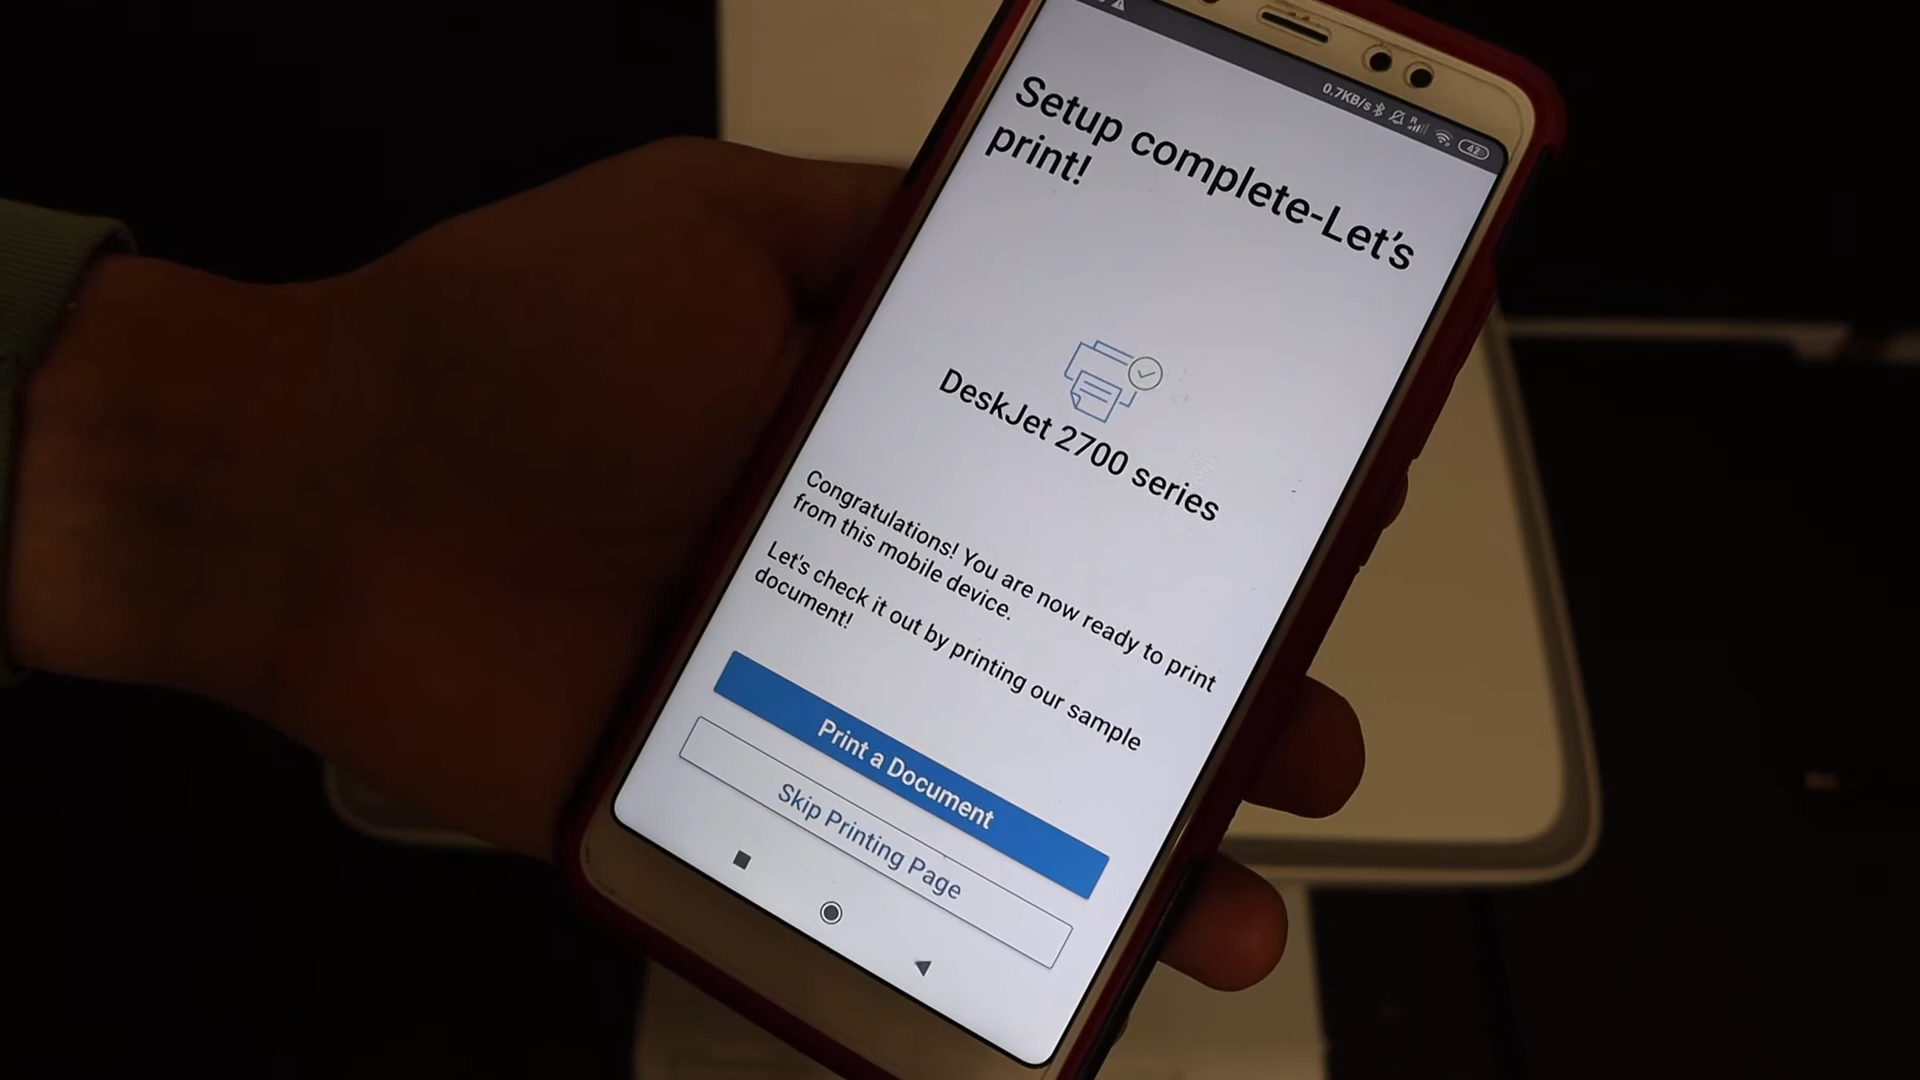 0.7KB/s
R
42
Setup complete-Let's
print!
DeskJet 2700 series
Congratulations! You are now ready to print
from this mobile device.
Let's check it out by printing our sample
document!
Print a Document
Skip Printing Page